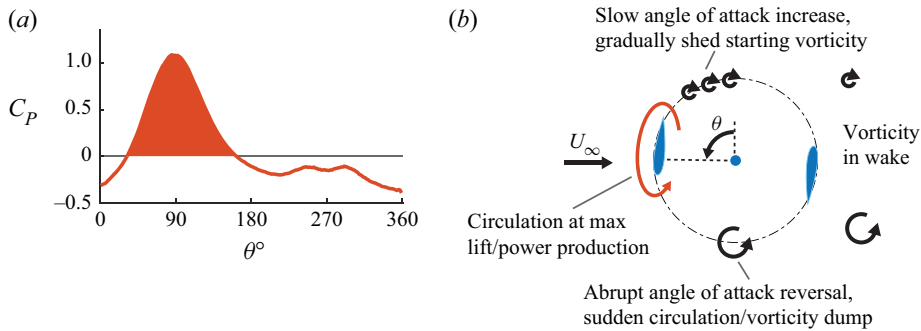 (a)
1.0
0.5
0
−0.5
C_P
0
90
180
270
360
θ°
(b)
Slow angle of attack increase,
gradually shed starting vorticity
θ
U∞
Vorticity
in wake
Circulation at max
lift/power production
Abrupt angle of attack reversal,
sudden circulation/vorticity dump